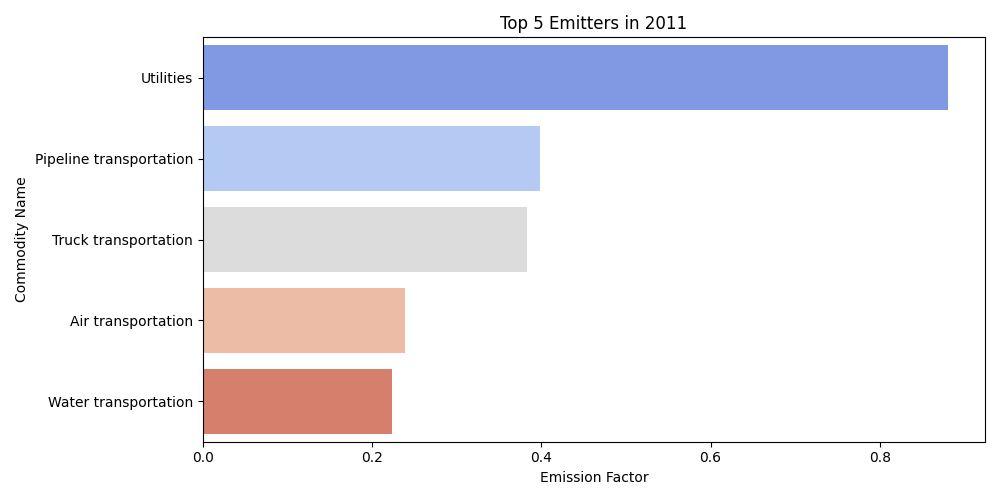 Top 5 Emitters in 2011
Commodity Name
Utilities
Pipeline transportation
Truck transportation
Air transportation
Water transportation
0.0 0.2 0.4 0.6 0.8
Emission Factor